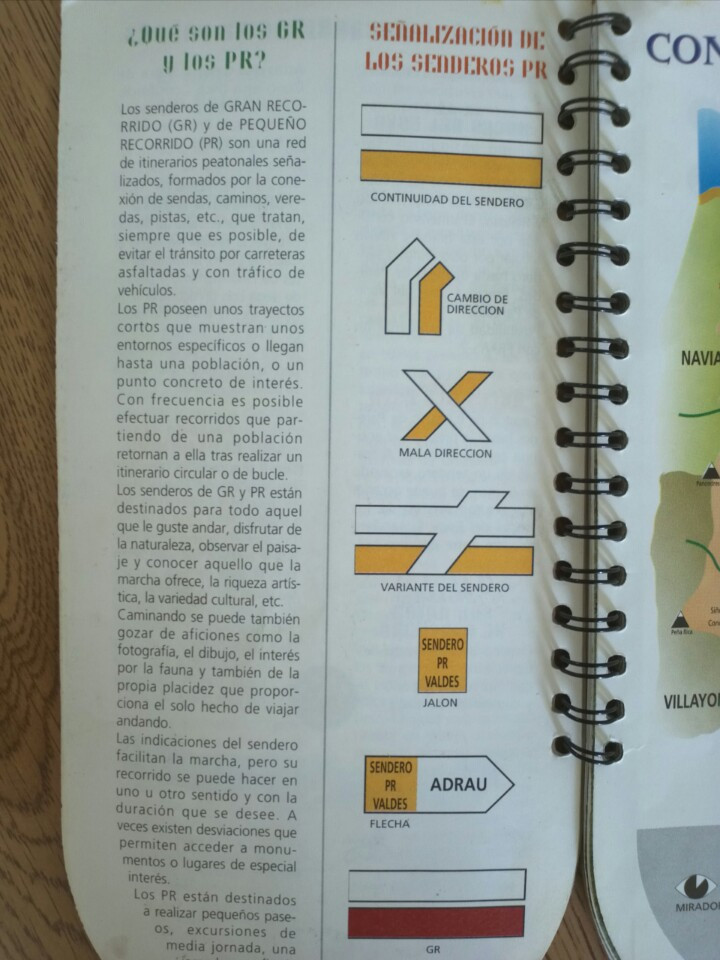 ¿Qué son los GR
y los PR?
Los senderos de GRAN RECO-
RRIDO (GR) y de PEQUEÑO
RECORRIDO (PR) son una red
de itinerarios peatonales seña-
lizados, formados por la cone-
xión de sendas, caminos, vere-
das, pistas, etc., que tratan,
siempre que es posible, de
evitar el tránsito por carreteras
asfaltadas y con tráfico de
vehículos.
Los PR poseen unos trayectos
cortos que muestran unos
entornos específicos o llegan
hasta una población, o un
punto concreto de interés.
Con frecuencia es posible
efectuar recorridos que par-
tiendo de una población
retornan a ella tras realizar un
itinerario circular o de bucle.
Los senderos de GR y PR están
destinados para todo aquel
que le guste andar, disfrutar de
la naturaleza, observar el paisa-
je y conocer aquello que la
marcha ofrece, la riqueza artís-
tica, la variedad cultural, etc.
Caminando se puede también
gozar de aficiones como la
fotografía, el dibujo, el interés
por la fauna y también de la
propia placidez que propor-
ciona el solo hecho de viajar
andando.
Las indicaciones del sendero
facilitan la marcha, pero su
recorrido se puede hacer en
uno u otro sentido y con la
duración que se desee. A
veces existen desviaciones que
permiten acceder a monu-
mentos o lugares de especial
interés.
Los PR están destinados
a realizar pequeños pase-
os, excursiones de
media jornada, una
SEÑALIZACIÓN DE
LOS SENDEROS PR
CONTINUIDAD DEL SENDERO
CAMBIO DE
DIRECCION
MALA DIRECCION
VARIANTE DEL SENDERO
SENDERO
PR
VALDES
JALON
SENDERO
PR
VALDES
ADRAU
FLECHA
GR
CON
NAVIA
Peña Roa
VILLAYO
MIRADO